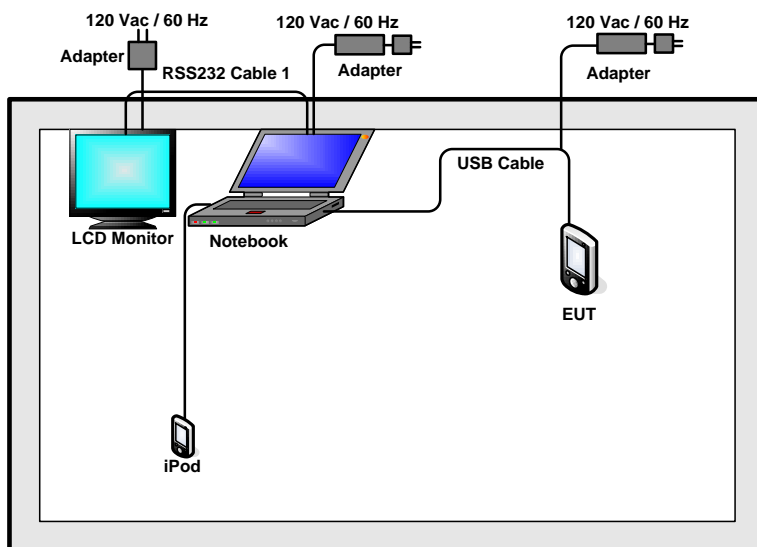 120 Vac / 60 Hz
120 Vac / 60 Hz
120 Vac / 60 Hz
Adapter
RSS232 Cable 1
Adapter
Adapter
USB Cable
LCD Monitor
Notebook
EUT
iPod